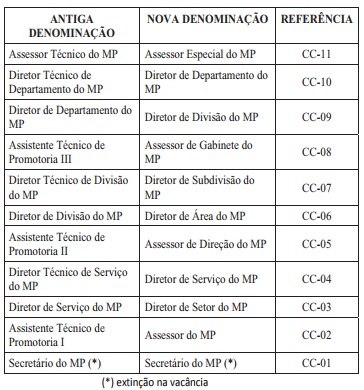 ANTIGA DENOMINAÇÃO | NOVA DENOMINAÇÃO | REFERÊNCIA
Assessor Técnico do MP | Assessor Especial do MP | CC-11
Diretor Técnico de Departamento do MP | Diretor de Departamento do MP | CC-10
Diretor de Departamento do MP | Diretor de Divisão do MP | CC-09
Assistente Técnico de Promotoria III | Assessor de Gabinete do MP | CC-08
Diretor Técnico de Divisão do MP | Diretor de Subdivisão do MP | CC-07
Diretor de Divisão do MP | Diretor de Área do MP | CC-06
Assistente Técnico de Promotoria II | Assessor de Direção do MP | CC-05
Diretor Técnico de Serviço do MP | Diretor de Serviço do MP | CC-04
Diretor de Serviço do MP | Diretor de Setor do MP | CC-03
Assistente Técnico de Promotoria I | Assessor do MP | CC-02
Secretário do MP (*) | Secretário do MP (*) | CC-01
(*) extinção na vacância